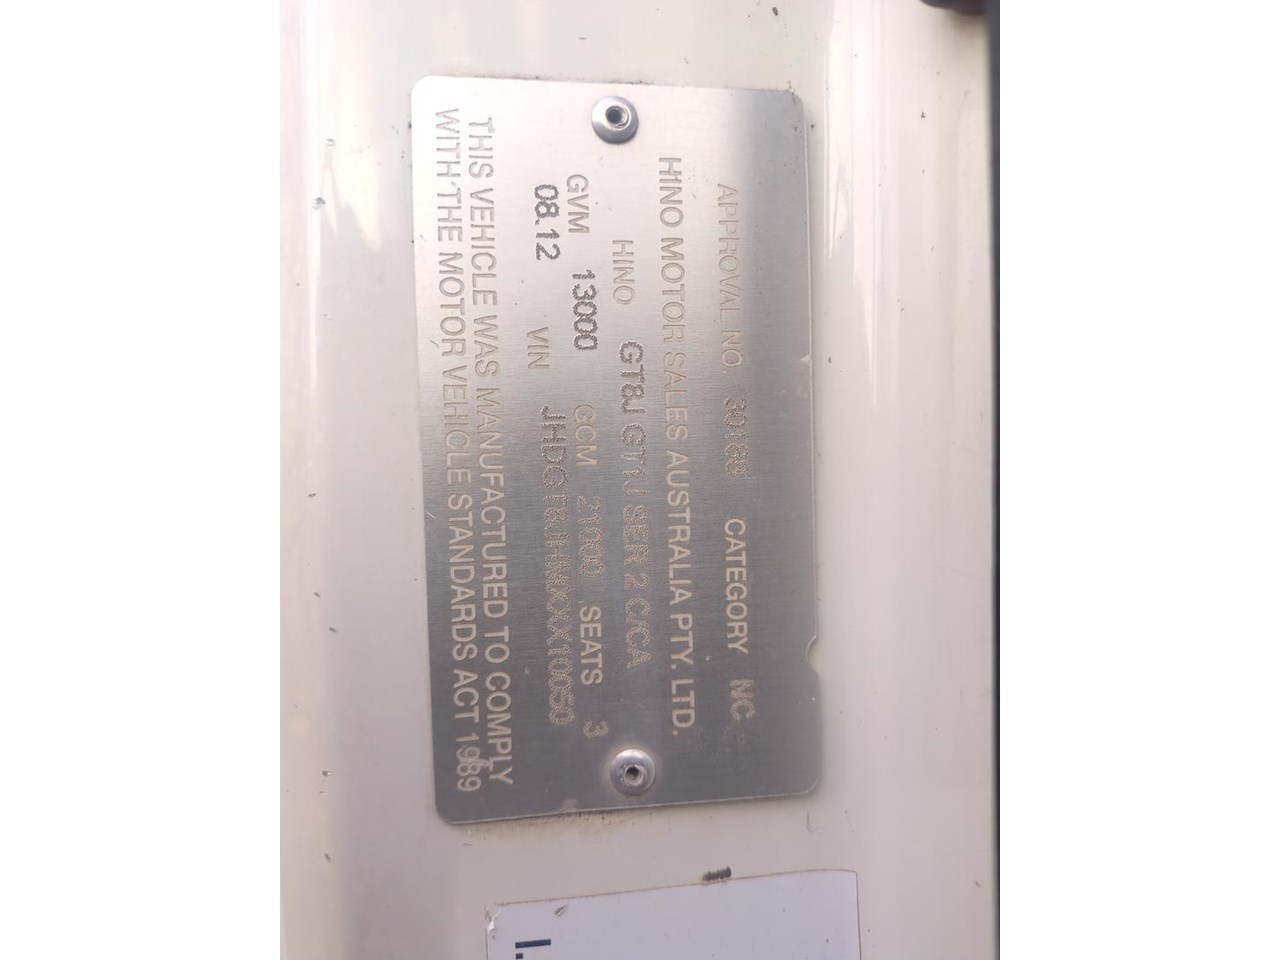 APPROVAL NO. 30188 CATEGORY NC
HINO MOTOR SALES AUSTRALIA PTY. LTD.
HINO GT8J GT1J SER 2 C/CA
GVM 13000 GCM 21000 SEATS 3
08.12 VIN JHDGT8JHMXXX10050
THIS VEHICLE WAS MANUFACTURED TO COMPLY
WITH THE MOTOR VEHICLE STANDARDS ACT 1989